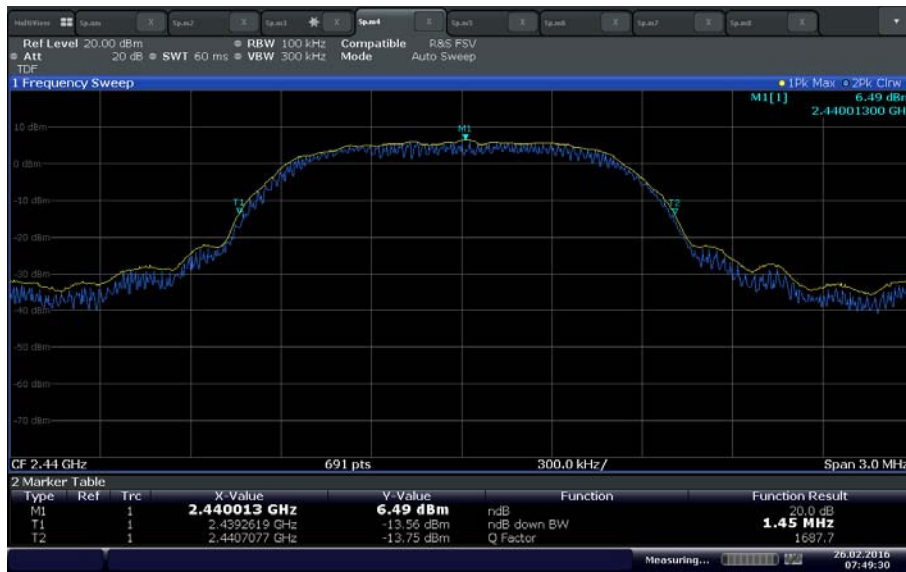 MultiView Sp.m4
Ref Level 20.00 dBm RBW 100 kHz Compatible R&S FSV
Att 20 dB SWT 60 ms VBW 300 kHz Mode Auto Sweep
TDF
1 Frequency Sweep 1Pk Max 2Pk Clrw
M1[1] 6.49 dBm
2.44001300 GH
10 dBm
M1
0 dBm
-10 dBm
T1 T2
-20 dBm
-30 dBm
-40 dBm
-50 dBm
-60 dBm
-70 dBm
CF 2.44 GHz 691 pts 300.0 kHz/ Span 3.0 MHz
2 Marker Table
Type Ref Trc X-Value Y-Value Function Function Result
M1 1 2.440013 GHz 6.49 dBm ndB 20.0 dB
T1 1 2.4392619 GHz -13.56 dBm ndB down BW 1.45 MHz
T2 1 2.4407077 GHz -13.75 dBm Q Factor 1687.7
Measuring... 26.02.2016
07:49:30